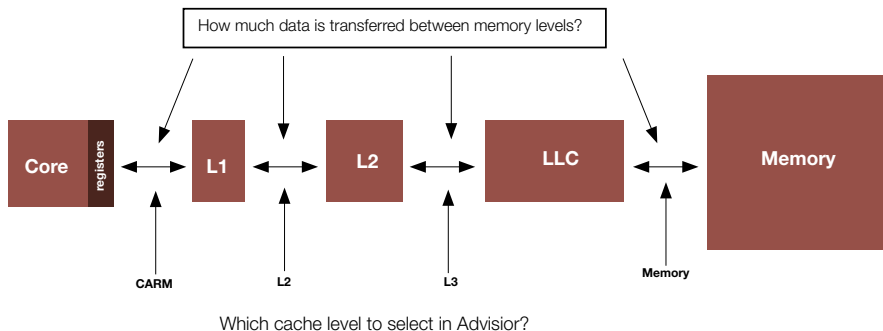 How much data is transferred between memory levels?
Core
registers
L1
L2
LLC
Memory
CARM
L2
L3
Memory
Which cache level to select in Advisior?